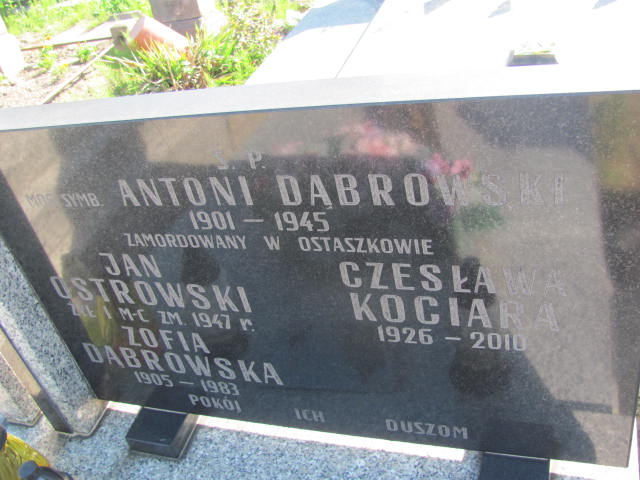 Ś. P.
MOG. SYMB. ANTONI DĄBROWSKI
1901 – 1945
ZAMORDOWANY W OSTASZKOWIE
JAN
OSTROWSKI
ŻYŁ 1 M-C ZM. 1947 r.
ZOFIA
DĄBROWSKA
1905 – 1983
CZESŁAWA
KOCIARA
1926 – 2010
POKÓJ ICH DUSZOM